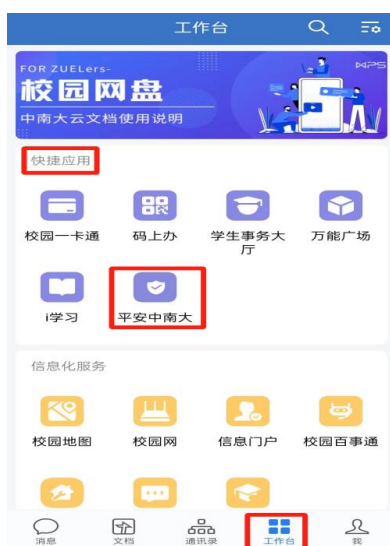 工作台
FOR ZUELers-
WPS
校园网盘
中南大云文档使用说明
快捷应用
校园一卡通 码上办 学生事务大厅 万能广场
i学习 平安中南大
信息化服务
校园地图 校园网 信息门户 校园百事通
消息 文档 通讯录 工作台 我